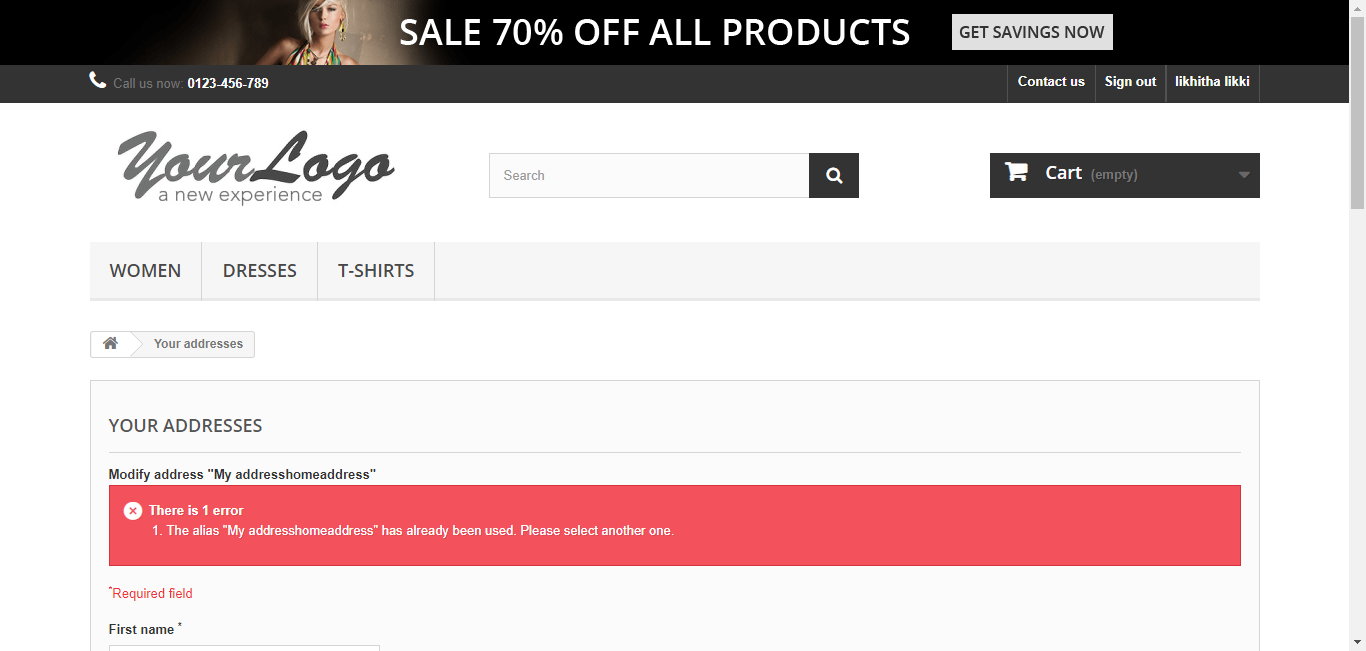 SALE 70% OFF ALL PRODUCTS GET SAVINGS NOW
Call us now: 0123-456-789 Contact us Sign out likhitha likki
YourLogo
a new experience
Search Cart (empty)
WOMEN DRESSES T-SHIRTS
Your addresses
YOUR ADDRESSES
Modify address "My addresshomeaddress"
There is 1 error
1. The alias "My addresshomeaddress" has already been used. Please select another one.
*Required field
First name *